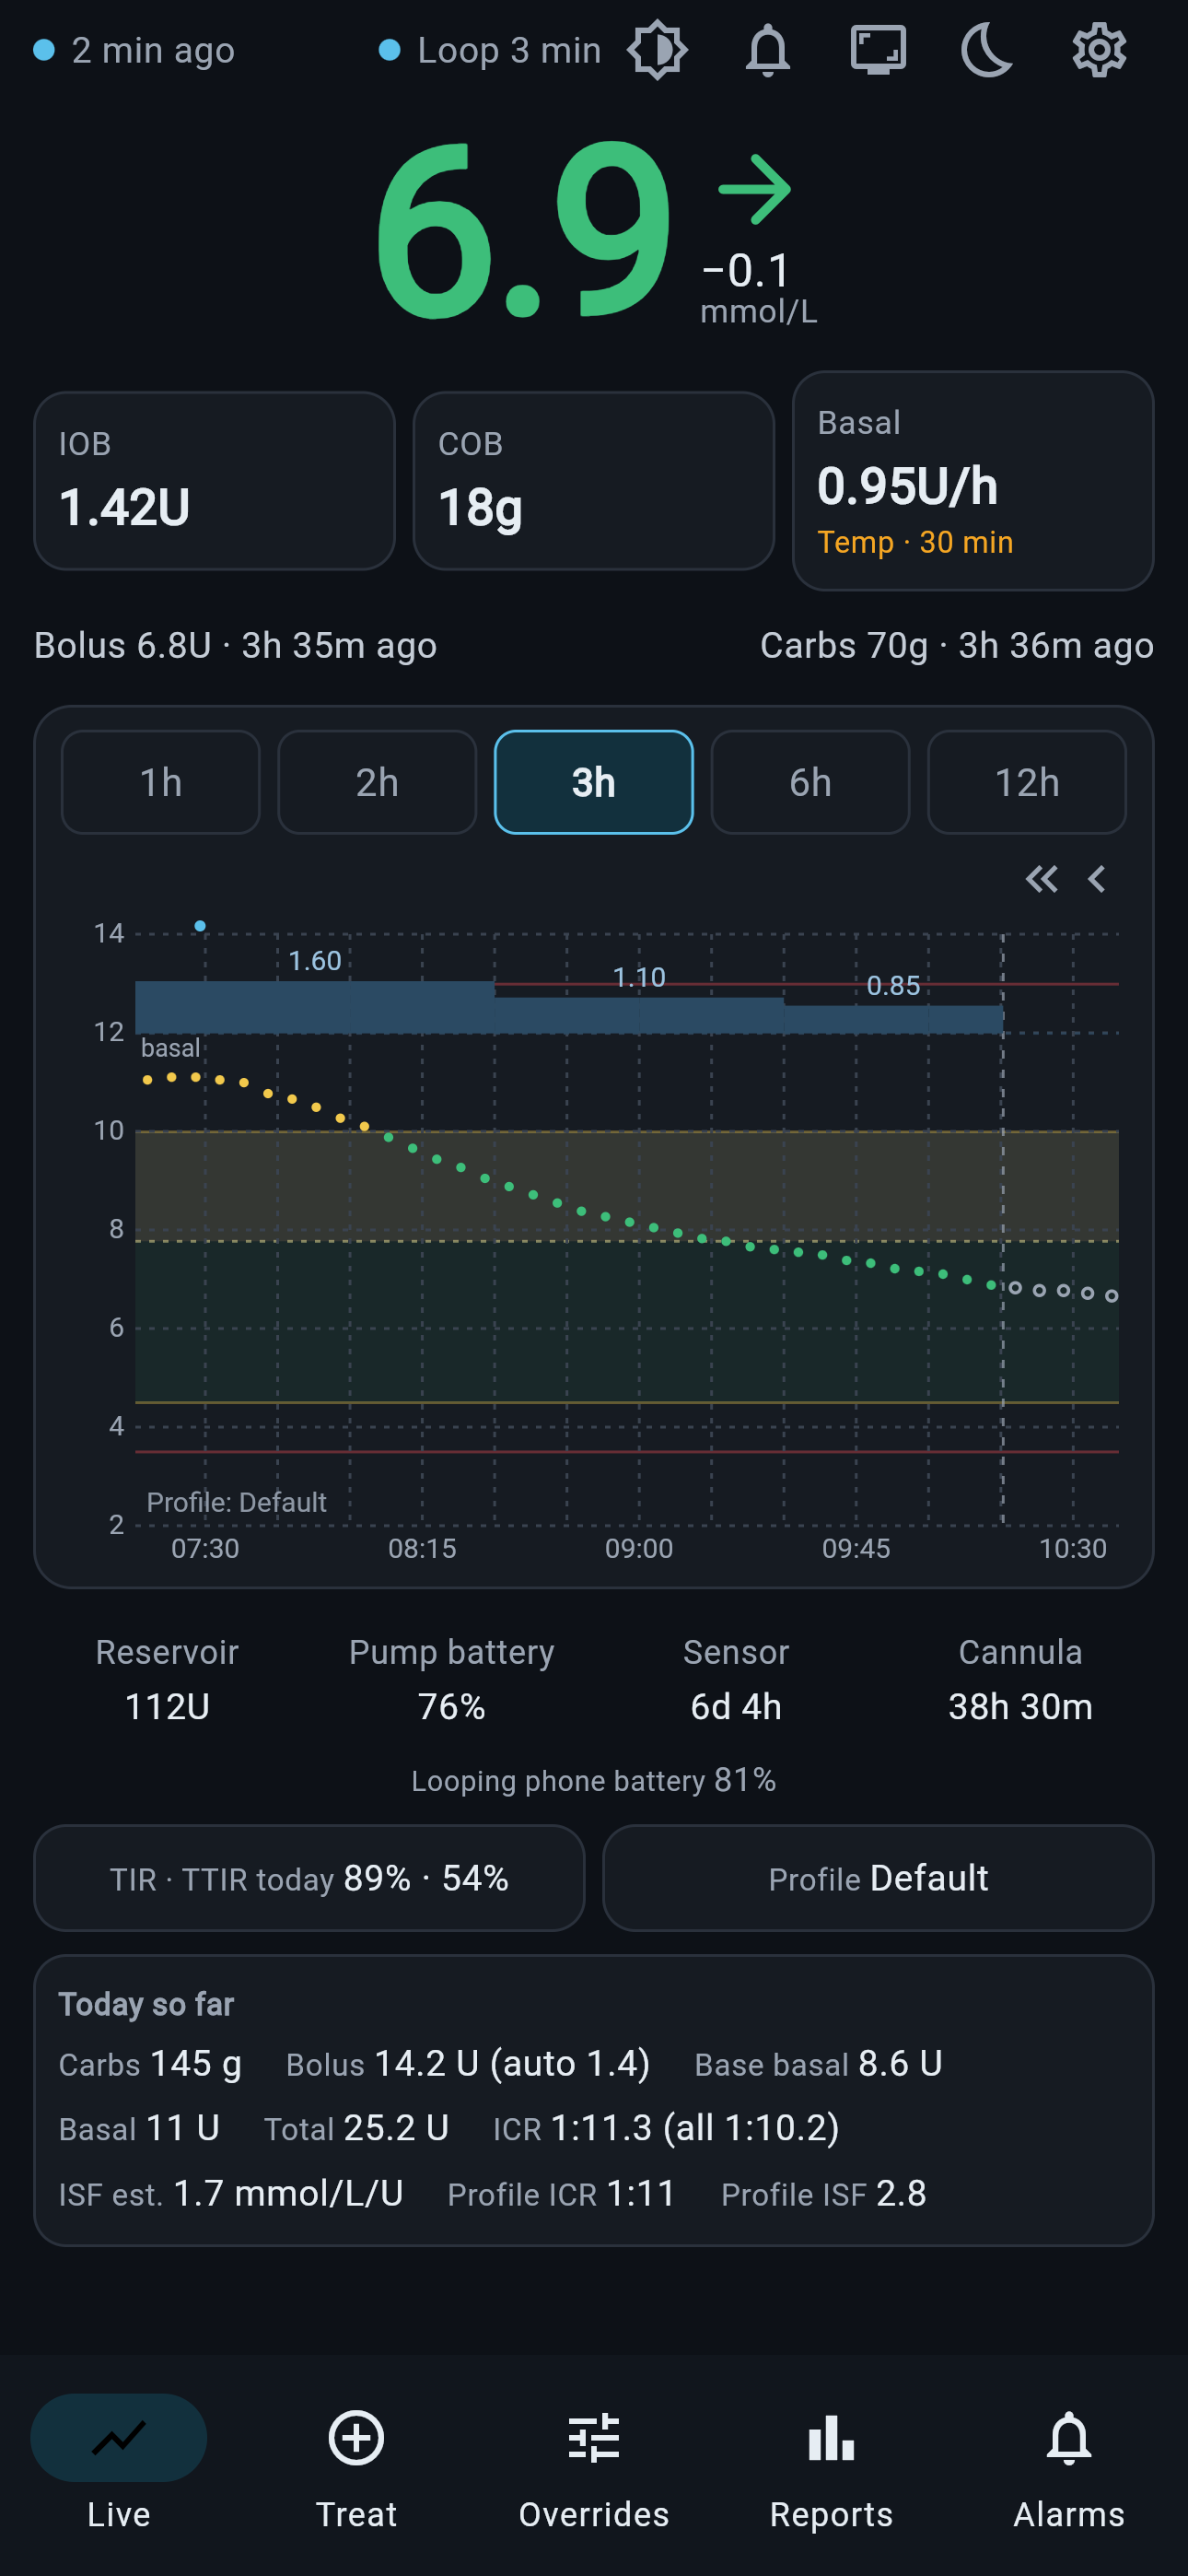 2 min ago
Loop 3 min
6.9
−0.1
mmol/L
IOB
1.42U
COB
18g
Basal
0.95U/h
Temp · 30 min
Bolus 6.8U · 3h 35m ago
Carbs 70g · 3h 36m ago
1h 2h 3h 6h 12h
14
1.60
1.10
0.85
12
basal
10
8
6
4
Profile: Default
2
07:30 08:15 09:00 09:45 10:30
Reservoir
112U
Pump battery
76%
Sensor
6d 4h
Cannula
38h 30m
Looping phone battery 81%
TIR · TTIR today 89% · 54%
Profile Default
Today so far
Carbs 145 g Bolus 14.2 U (auto 1.4) Base basal 8.6 U
Basal 11 U Total 25.2 U ICR 1:11.3 (all 1:10.2)
ISF est. 1.7 mmol/L/U Profile ICR 1:11 Profile ISF 2.8
Live Treat Overrides Reports Alarms